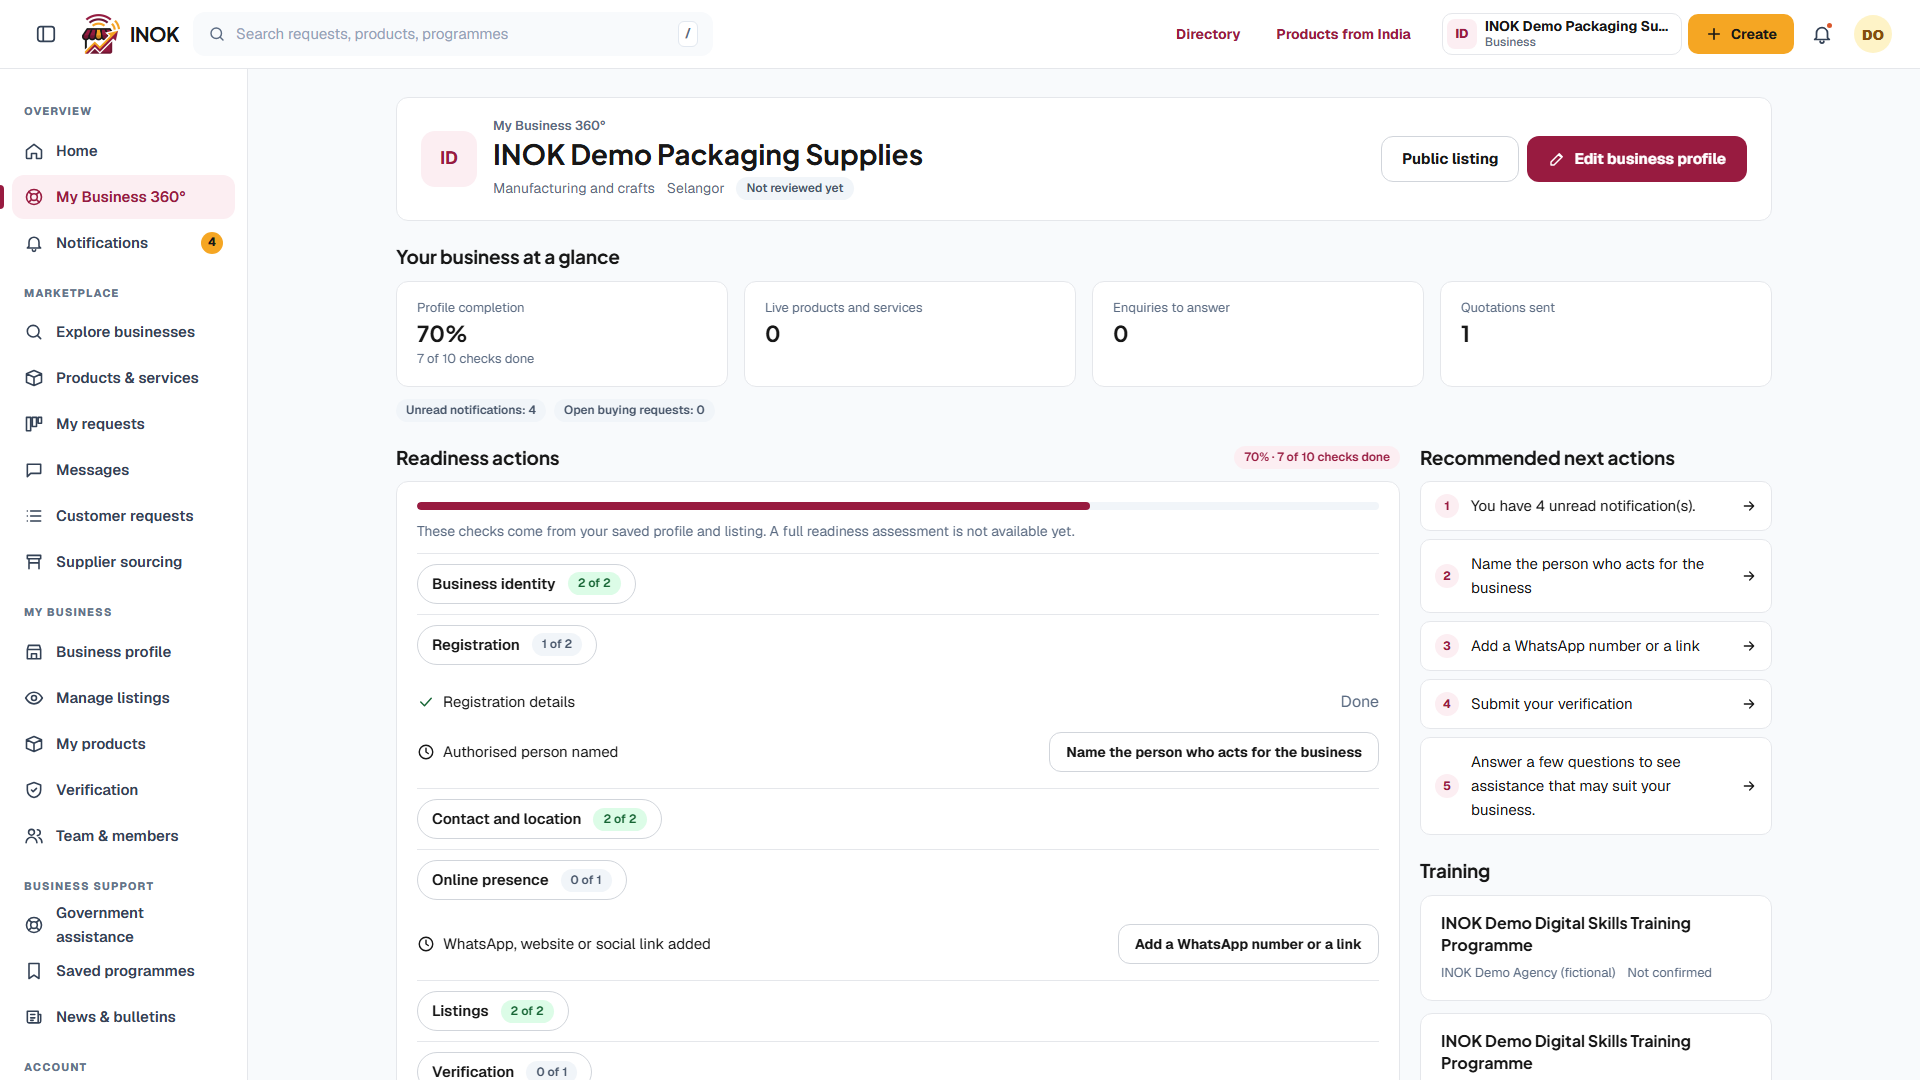 INOK
Search requests, products, programmes
/
Directory
Products from India
ID
INOK Demo Packaging Su...
Business
Create
DO
OVERVIEW
Home
My Business 360°
Notifications
4
MARKETPLACE
Explore businesses
Products & services
My requests
Messages
Customer requests
Supplier sourcing
MY BUSINESS
Business profile
Manage listings
My products
Verification
Team & members
BUSINESS SUPPORT
Government
assistance
Saved programmes
News & bulletins
ACCOUNT
ID
My Business 360°
INOK Demo Packaging Supplies
Manufacturing and crafts Selangor Not reviewed yet
Public listing
Edit business profile
Your business at a glance
Profile completion
70%
7 of 10 checks done
Live products and services
0
Enquiries to answer
0
Quotations sent
1
Unread notifications: 4
Open buying requests: 0
Readiness actions
70% · 7 of 10 checks done
These checks come from your saved profile and listing. A full readiness assessment is not available yet.
Business identity 2 of 2
Registration 1 of 2
Registration details
Done
Authorised person named
Name the person who acts for the business
Contact and location 2 of 2
Online presence 0 of 1
WhatsApp, website or social link added
Add a WhatsApp number or a link
Listings 2 of 2
Verification 0 of 1
Recommended next actions
1 You have 4 unread notification(s).
2 Name the person who acts for the
business
3 Add a WhatsApp number or a link
4 Submit your verification
Answer a few questions to see
5 assistance that may suit your
business.
Training
INOK Demo Digital Skills Training
Programme
INOK Demo Agency (fictional) Not confirmed
INOK Demo Digital Skills Training
Programme